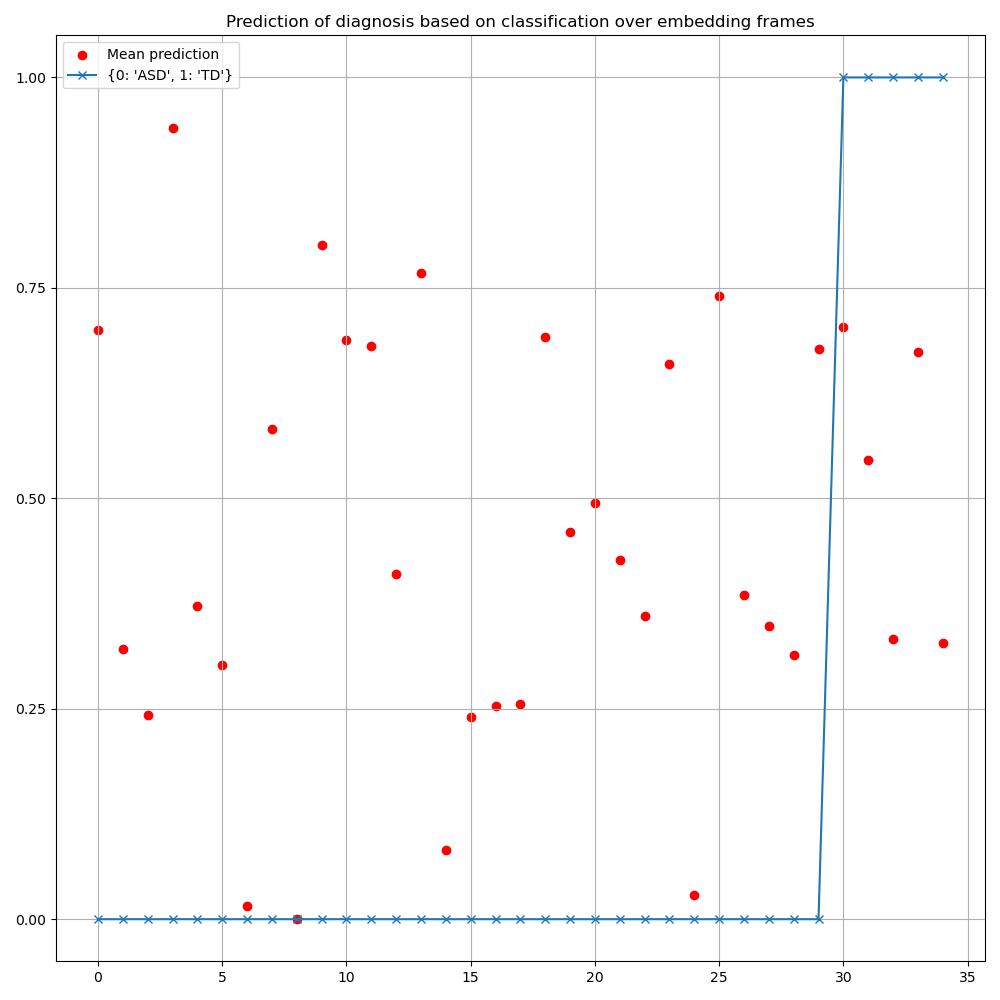 Prediction of diagnosis based on classification over embedding frames
Mean prediction
{0: 'ASD', 1: 'TD'}
1.00
0.75
0.50
0.25
0.00
0 5 10 15 20 25 30 35